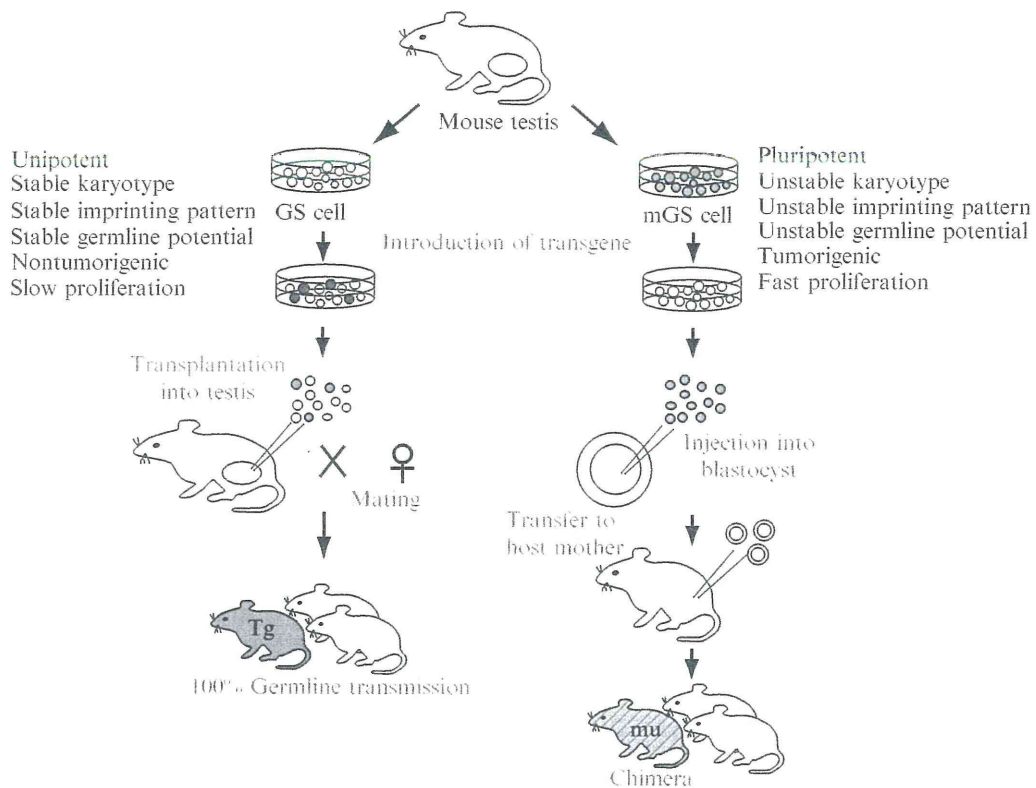 Mouse testis
Unipotent
Stable karyotype
Stable imprinting pattern
Stable germline potential
Nontumorigenic
Slow proliferation
GS cell
mGS cell
Pluripotent
Unstable karyotype
Unstable imprinting pattern
Unstable germline potential
Tumorigenic
Fast proliferation
Introduction of transgene
Transplantation
into testis
X ♀
Mating
Tg
100% Germline transmission
Injection into
blastocyst
Transfer to
host mother
mu
Chimera